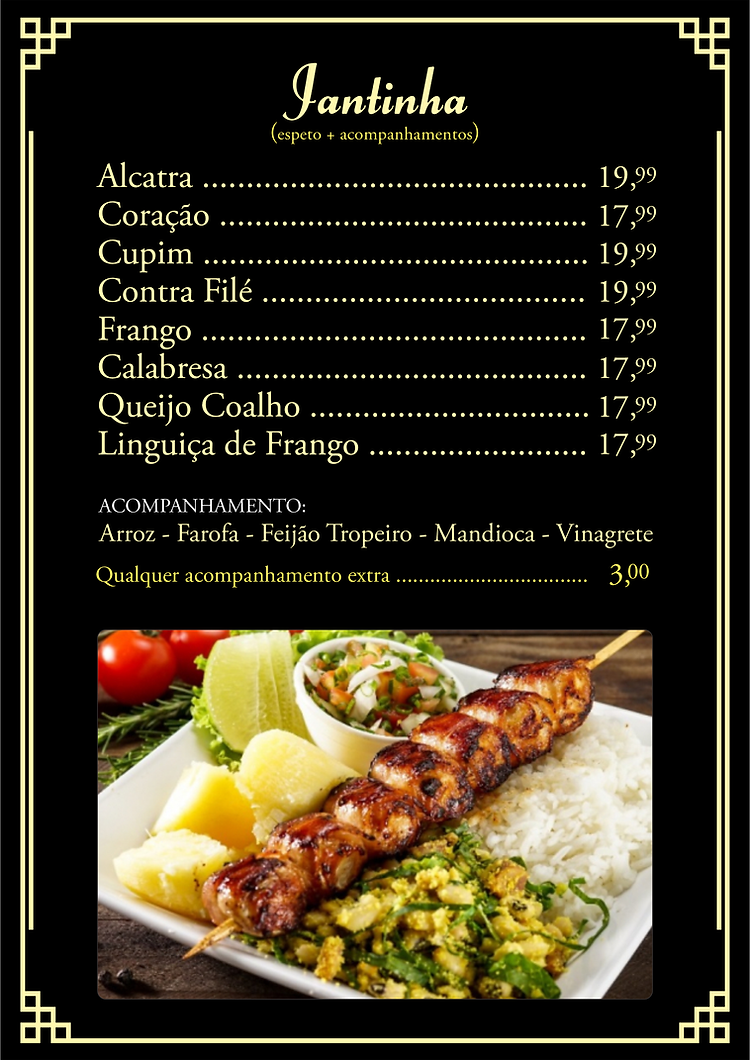 Jantinha
(espeto + acompanhamentos)
Alcatra ............................................ 19,99
Coração .......................................... 17,99
Cupim ............................................ 19,99
Contra Filé ..................................... 19,99
Frango ............................................ 17,99
Calabresa ........................................ 17,99
Queijo Coalho ................................ 17,99
Linguiça de Frango ......................... 17,99
ACOMPANHAMENTO:
Arroz - Farofa - Feijão Tropeiro - Mandioca - Vinagrete
Qualquer acompanhamento extra ................................... 3,00